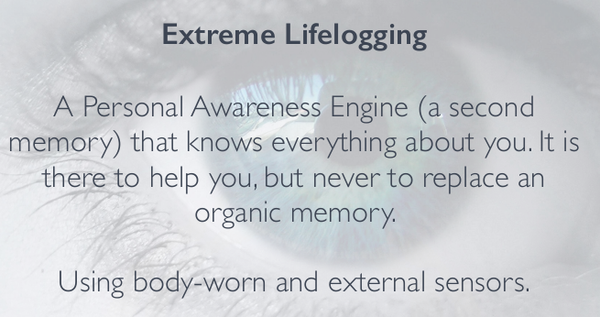 Extreme Lifelogging
A Personal Awareness Engine (a second
memory) that knows everything about you. It is
there to help you, but never to replace an
organic memory.
Using body-worn and external sensors.